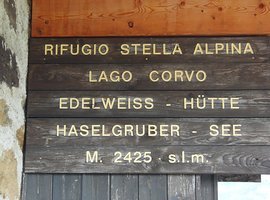 RIFUGIO STELLA ALPINA
LAGO CORVO
EDELWEISS - HÜTTE
HASELGRUBER - SEE
M. 2425 · s.l.m.